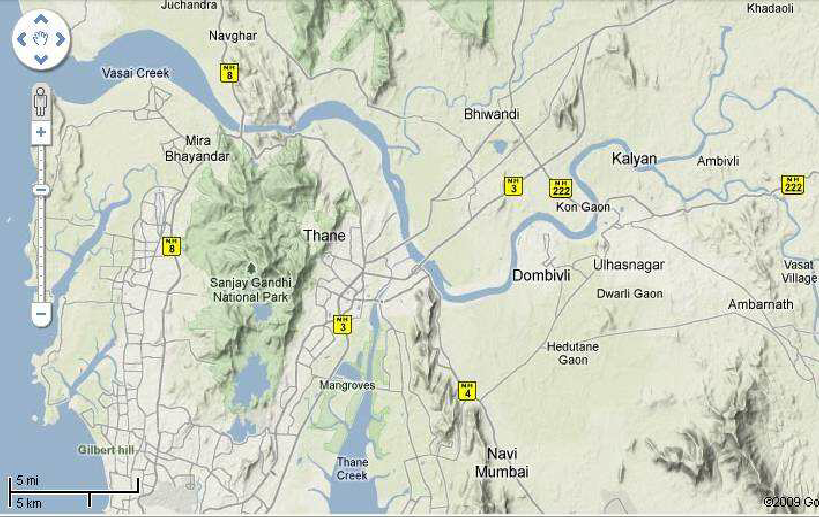 Juchandra
Khadaoli
Navghar
Vasai Creek
NH
8
Bhiwandi
Mira
Bhayandar
Kalyan
Ambivli
NH
3
NH
222
NH
222
Kon Gaon
Thane
NH
8
Ulhasnagar
Vasat
Village
Dombivli
Sanjay Gandhi
National Park
Dwarli Gaon
Ambarnath
NH
3
Hedutane
Gaon
Mangroves
NH
4
Gilbert hill
Navi
Mumbai
Thane
Creek
5 mi
5 km
©2009 Go